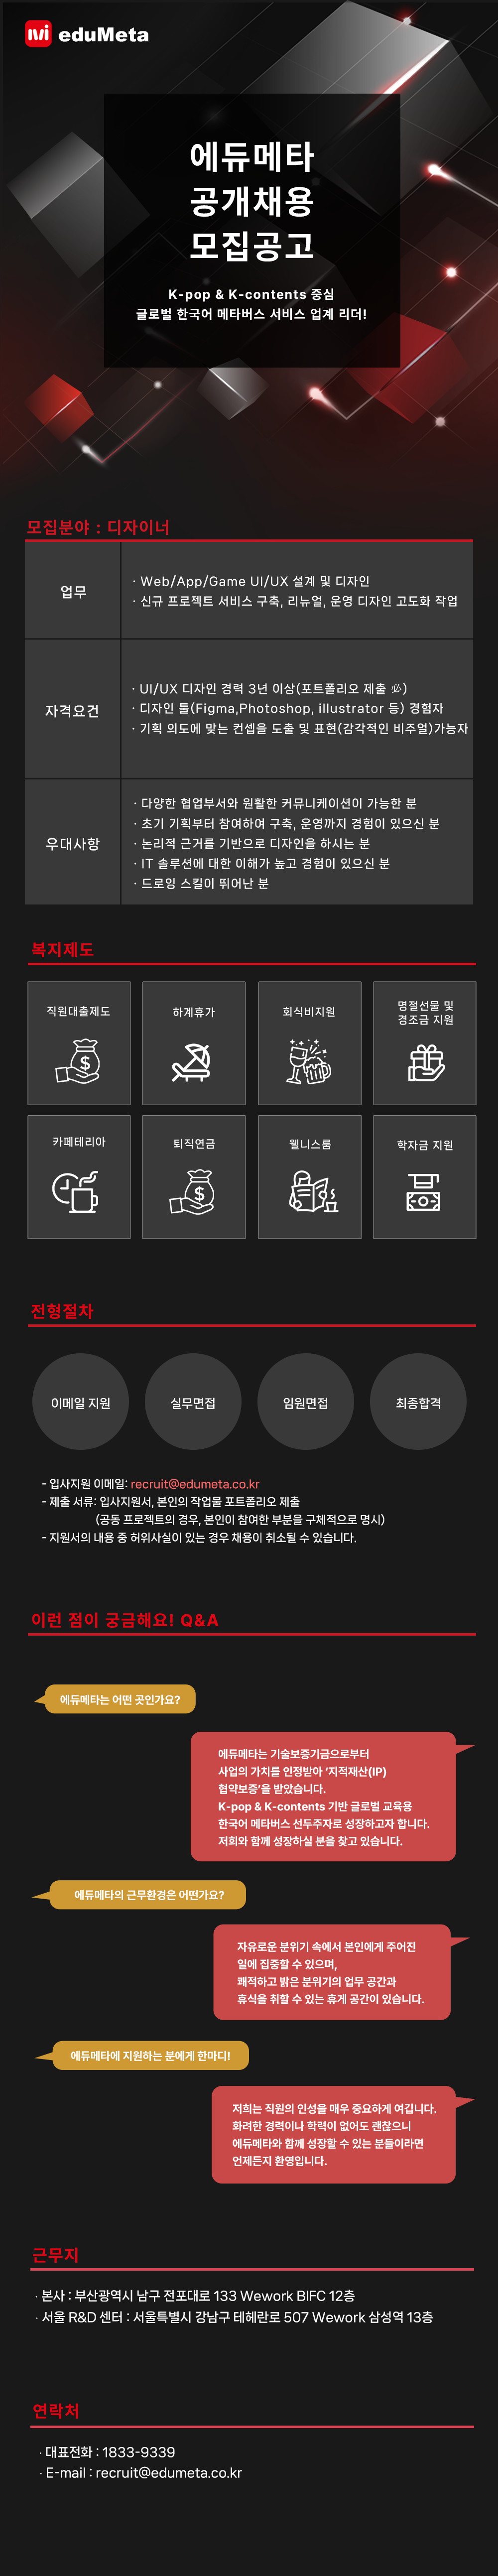 eduMeta
에듀메타
공개채용
모집공고
K-pop & K-contents 중심
글로벌 한국어 메타버스 서비스 업계 리더!
모집분야 : 디자이너
업무
· Web/App/Game UI/UX 설계 및 디자인
· 신규 프로젝트 서비스 구축, 리뉴얼, 운영 디자인 고도화 작업
자격요건
· UI/UX 디자인 경력 3년 이상(포트폴리오 제출 必)
· 디자인 툴(Figma,Photoshop, illustrator 등) 경험자
· 기획 의도에 맞는 컨셉을 도출 및 표현(감각적인 비주얼)가능자
우대사항
· 다양한 협업부서와 원활한 커뮤니케이션이 가능한 분
· 초기 기획부터 참여하여 구축, 운영까지 경험이 있으신 분
· 논리적 근거를 기반으로 디자인을 하시는 분
· IT 솔루션에 대한 이해가 높고 경험이 있으신 분
· 드로잉 스킬이 뛰어난 분
복지제도
직원대출제도
하계휴가
회식비지원
명절선물 및
경조금 지원
카페테리아
퇴직연금
웰니스룸
학자금 지원
전형절차
이메일 지원
실무면접
임원면접
최종합격
- 입사지원 이메일: recruit@edumeta.co.kr
- 제출 서류: 입사지원서, 본인의 작업물 포트폴리오 제출
(공동 프로젝트의 경우, 본인이 참여한 부분을 구체적으로 명시)
- 지원서의 내용 중 허위사실이 있는 경우 채용이 취소될 수 있습니다.
이런 점이 궁금해요! Q&A
에듀메타는 어떤 곳인가요?
에듀메타는 기술보증기금으로부터
사업의 가치를 인정받아 '지적재산(IP)
협약보증'을 받았습니다.
K-pop & K-contents 기반 글로벌 교육용
한국어 메타버스 선두주자로 성장하고자 합니다.
저희와 함께 성장하실 분을 찾고 있습니다.
에듀메타의 근무환경은 어떤가요?
자유로운 분위기 속에서 본인에게 주어진
일에 집중할 수 있으며,
쾌적하고 밝은 분위기의 업무 공간과
휴식을 취할 수 있는 휴게 공간이 있습니다.
에듀메타에 지원하는 분에게 한마디!
저희는 직원의 인성을 매우 중요하게 여깁니다.
화려한 경력이나 학력이 없어도 괜찮으니
에듀메타와 함께 성장할 수 있는 분들이라면
언제든지 환영입니다.
근무지
· 본사 : 부산광역시 남구 전포대로 133 Wework BIFC 12층
· 서울 R&D 센터 : 서울특별시 강남구 테헤란로 507 Wework 삼성역 13층
연락처
· 대표전화 : 1833-9339
· E-mail : recruit@edumeta.co.kr